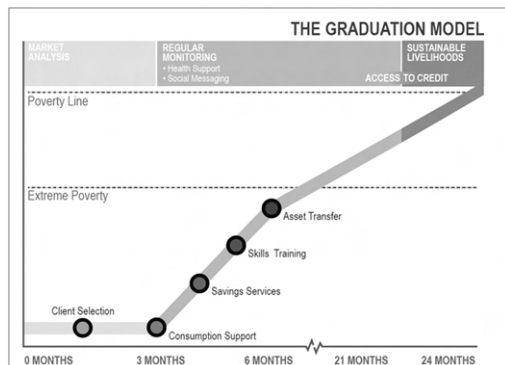 THE GRADUATION MODEL
MARKET
ANALYSIS
REGULAR
MONITORING
• Health Support
• Social Messaging
SUSTAINABLE
LIVELIHOODS
ACCESS TO CREDIT
Poverty Line
Extreme Poverty
Asset Transfer
Skills Training
Savings Services
Client Selection
Consumption Support
0 MONTHS 3 MONTHS 6 MONTHS 21 MONTHS 24 MONTHS